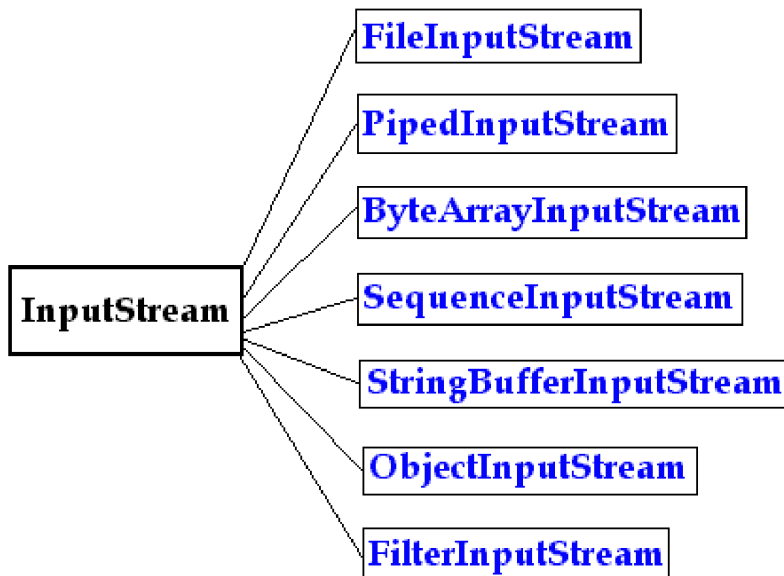 FileInputStream
PipedInputStream
ByteArrayInputStream
InputStream
SequenceInputStream
StringBufferInputStream
ObjectInputStream
FilterInputStream